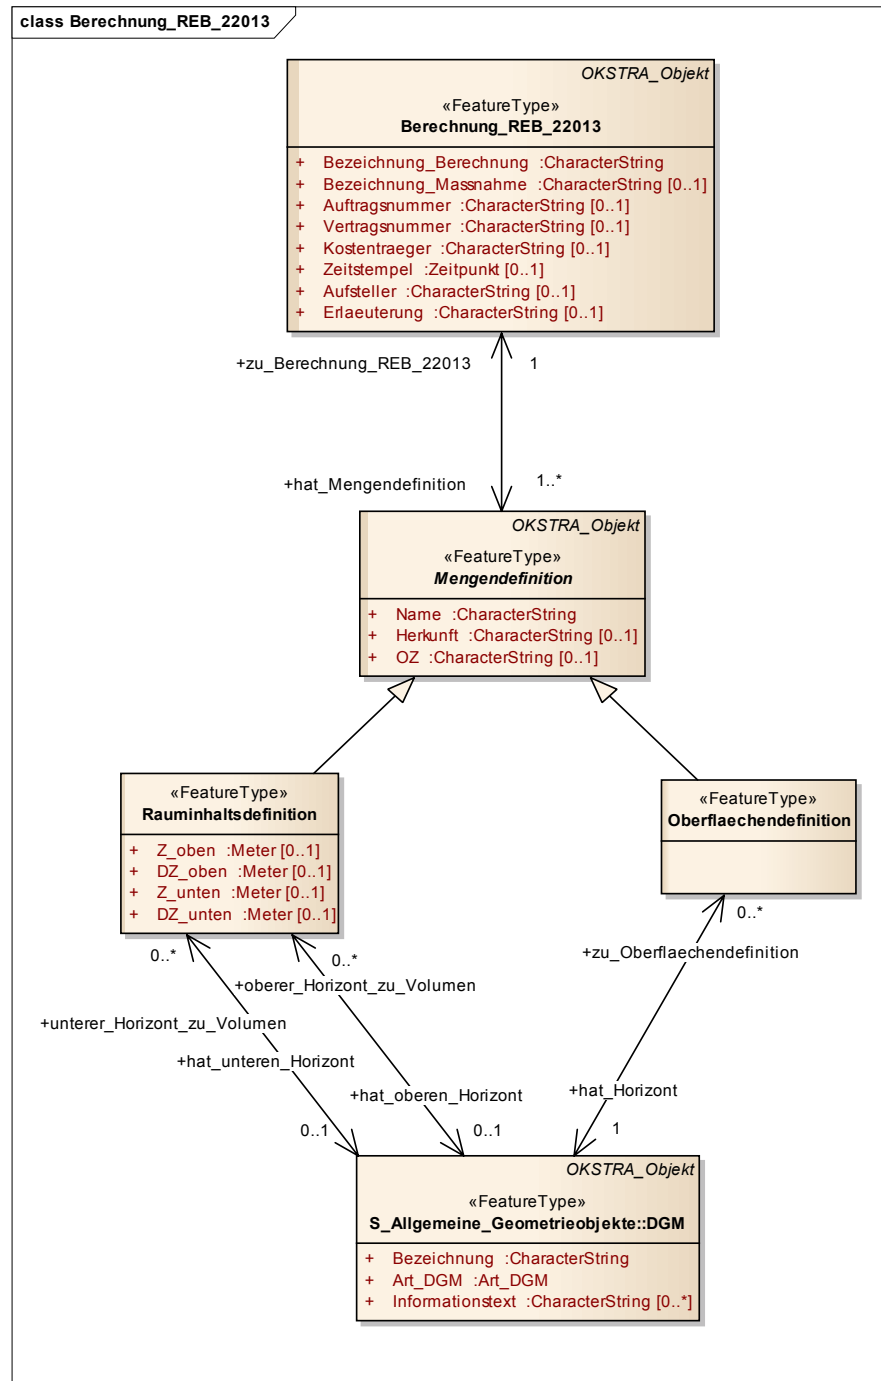 class Berechnung_REB_22013
OKSTRA_Objekt
«FeatureType»
Berechnung_REB_22013
+ Bezeichnung_Berechnung :CharacterString
+ Bezeichnung_Massnahme :CharacterString [0..1]
+ Auftragsnummer :CharacterString [0..1]
+ Vertragsnummer :CharacterString [0..1]
+ Kostentraeger :CharacterString [0..1]
+ Zeitstempel :Zeitpunkt [0..1]
+ Aufsteller :CharacterString [0..1]
+ Erlaeuterung :CharacterString [0..1]
+zu_Berechnung_REB_22013 1
+hat_Mengendefinition 1..*
OKSTRA_Objekt
«FeatureType»
Mengendefinition
+ Name :CharacterString
+ Herkunft :CharacterString [0..1]
+ OZ :CharacterString [0..1]
«FeatureType»
Rauminhaltsdefinition
+ Z_oben :Meter [0..1]
+ DZ_oben :Meter [0..1]
+ Z_unten :Meter [0..1]
+ DZ_unten :Meter [0..1]
«FeatureType»
Oberflaechendefinition
0..*
0..*
0..*
+zu_Oberflaechendefinition
+oberer_Horizont_zu_Volumen
+unterer_Horizont_zu_Volumen
+hat_unteren_Horizont
+hat_oberen_Horizont
+hat_Horizont
0..1
0..1
1
OKSTRA_Objekt
«FeatureType»
S_Allgemeine_Geometrieobjekte::DGM
+ Bezeichnung :CharacterString
+ Art_DGM :Art_DGM
+ Informationstext :CharacterString [0..*]